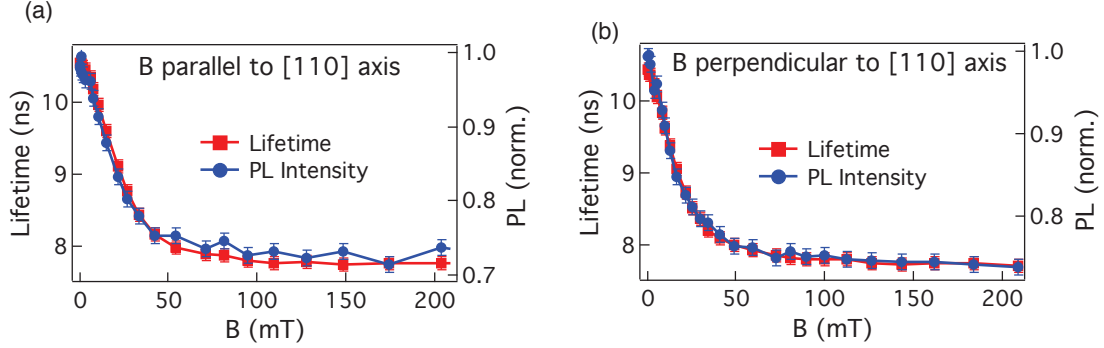 (a)
B parallel to [110] axis
Lifetime
PL Intensity
Lifetime (ns)
10
9
8
PL (norm.)
1.0
0.9
0.8
0.7
0
50
100
150
200
B (mT)
(b)
B perpendicular to [110] axis
Lifetime
PL Intensity
Lifetime (ns)
10
9
8
PL (norm.)
1.0
0.9
0.8
0
50
100
150
200
B (mT)